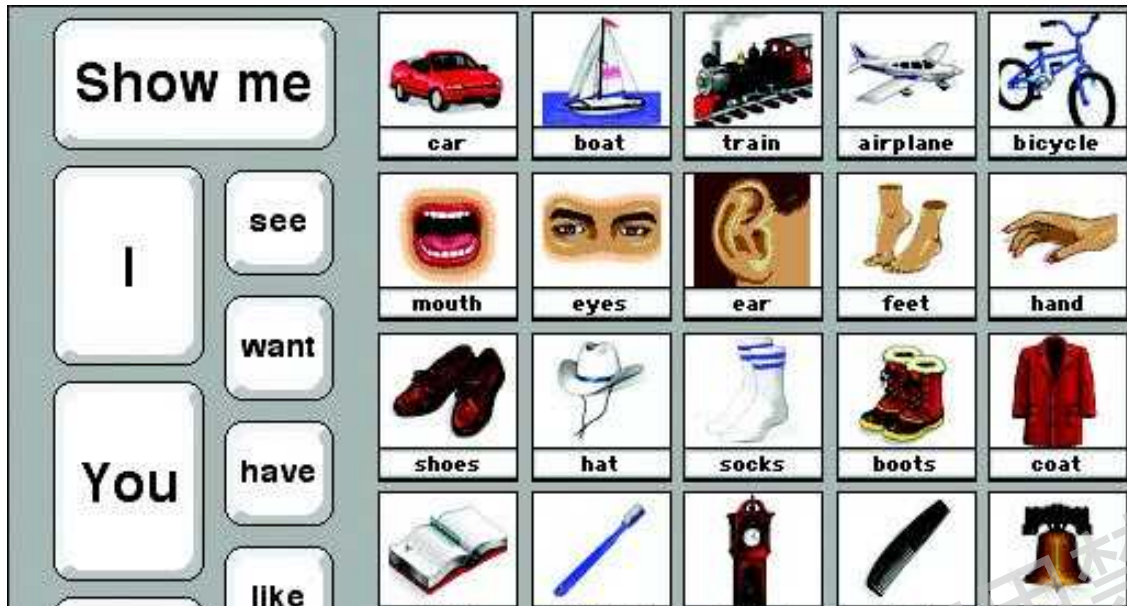 Show me
I
see
want
You
have
like
car
boat
train
airplane
bicycle
mouth
eyes
ear
feet
hand
shoes
hat
socks
boots
coat